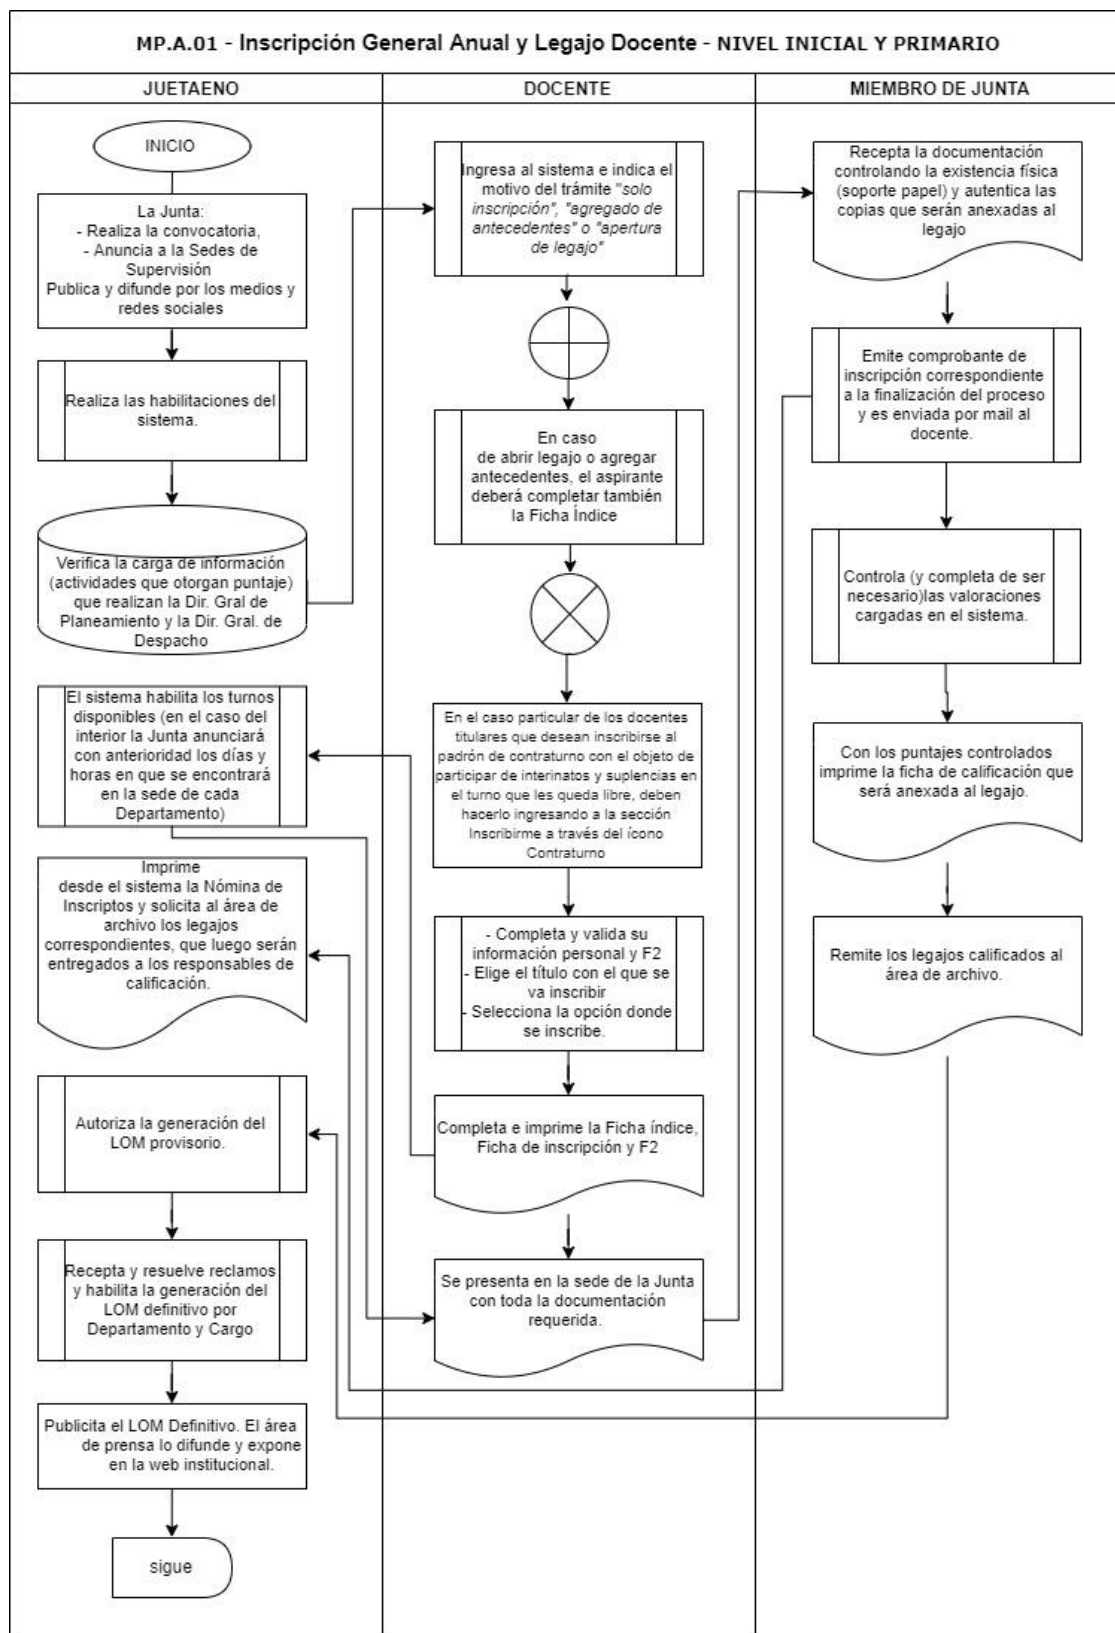 MP.A.01 - Inscripción General Anual y Legajo Docente - NIVEL INICIAL Y PRIMARIO
JUETAENO
DOCENTE
MIEMBRO DE JUNTA
INICIO
La Junta:
- Realiza la convocatoria,
- Anuncia a la Sedes de
Supervisión
Publica y difunde por los medios y
redes sociales
Realiza las habilitaciones del
sistema.
Verifica la carga de información
(actividades que otorgan puntaje)
que realizan la Dir. Gral de
Planeamiento y la Dir. Gral. de
Despacho
El sistema habilita los turnos
disponibles (en el caso del
interior la Junta anunciará
con anterioridad los días y
horas en que se encontrará
en la sede de cada
Departamento)
Imprime
desde el sistema la Nómina de
Inscriptos y solicita al área de
archivo los legajos
correspondientes, que luego serán
entregados a los responsables de
calificación.
Autoriza la generación del
LOM provisorio.
Recepta y resuelve reclamos
y habilita la generación del
LOM definitivo por
Departamento y Cargo
Publicita el LOM Definitivo. El área
de prensa lo difunde y expone
en la web institucional.
sigue
Ingresa al sistema e indica el
motivo del trámite "solo
inscripción", "agregado de
antecedentes" o "apertura de
legajo"
En caso
de abrir legajo o agregar
antecedentes, el aspirante
deberá completar también
la Ficha Índice
En el caso particular de los docentes
titulares que desean inscribirse al
padrón de contraturno con el objeto de
participar de interinatos y suplencias en
el turno que les queda libre, deben
hacerlo ingresando a la sección
Inscribirme a través del ícono
Contraturno
- Completa y valida su
información personal y F2
- Elige el título con el que se
va inscribir
- Selecciona la opción donde
se inscribe.
Completa e imprime la Ficha índice,
Ficha de inscripción y F2
Se presenta en la sede de la Junta
con toda la documentación
requerida.
Recepta la documentación
controlando la existencia física
(soporte papel) y autentica las
copias que serán anexadas al
legajo
Emite comprobante de
inscripción correspondiente
a la finalización del proceso
y es enviada por mail al
docente.
Controla (y completa de ser
necesario)las valoraciones
cargadas en el sistema.
Con los puntajes controlados
imprime la ficha de calificación que
será anexada al legajo.
Remite los legajos calificados al
área de archivo.